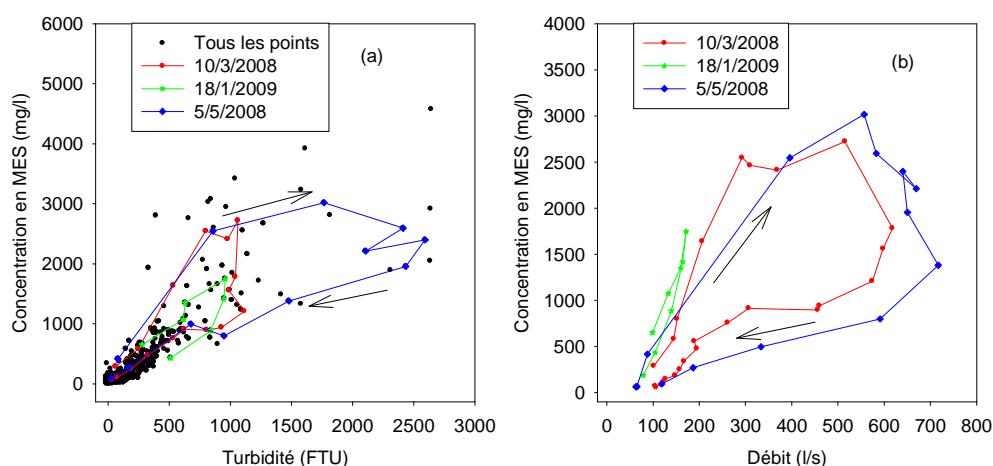 Concentration en MES (mg/l)
6000
5000
4000
3000
2000
1000
0
Tous les points
10/3/2008
18/1/2009
5/5/2008
(a)
0 500 1000 1500 2000 2500 3000
Turbidité (FTU)
Concentration en MES (mg/l)
4000
3500
3000
2500
2000
1500
1000
500
0
10/3/2008
18/1/2009
5/5/2008
(b)
0 100 200 300 400 500 600 700 800
Débit (l/s)